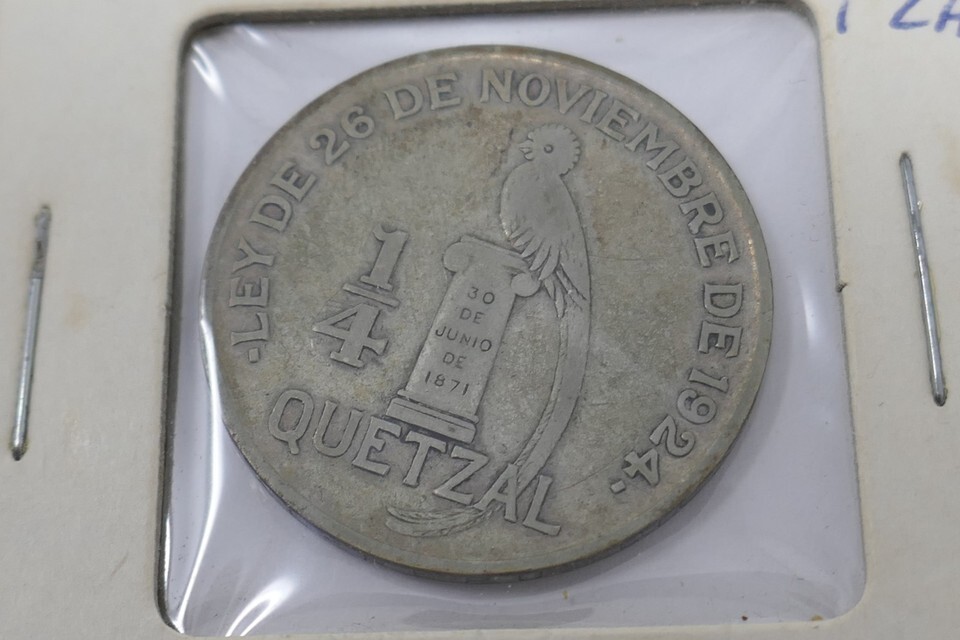 ·LEY DE 26 DE NOVIEMBRE DE 1924·
1/4
30
DE
JUNIO
DE
1871
QUETZAL